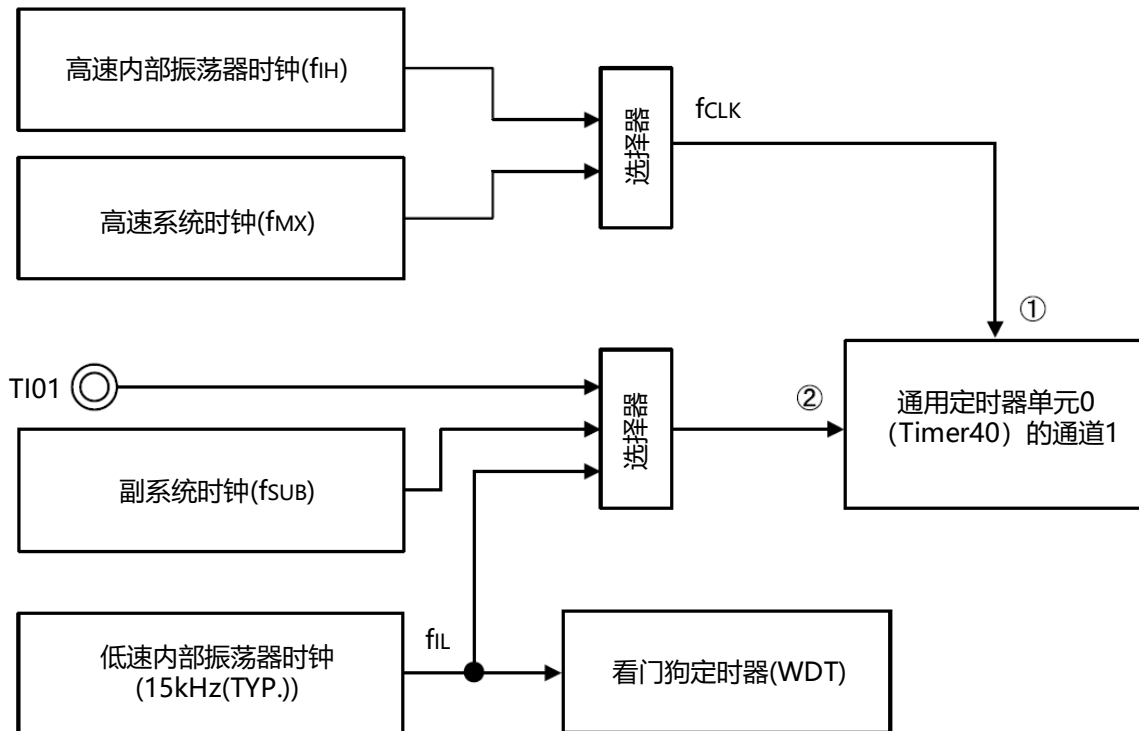 高速内部振荡器时钟(fIH)
选择器
fCLK
高速系统时钟(fMX)
①
TI01
选择器
②
通用定时器单元0
（Timer40）的通道1
副系统时钟(fSUB)
低速内部振荡器时钟
(15kHz(TYP.))
fIL
看门狗定时器(WDT)